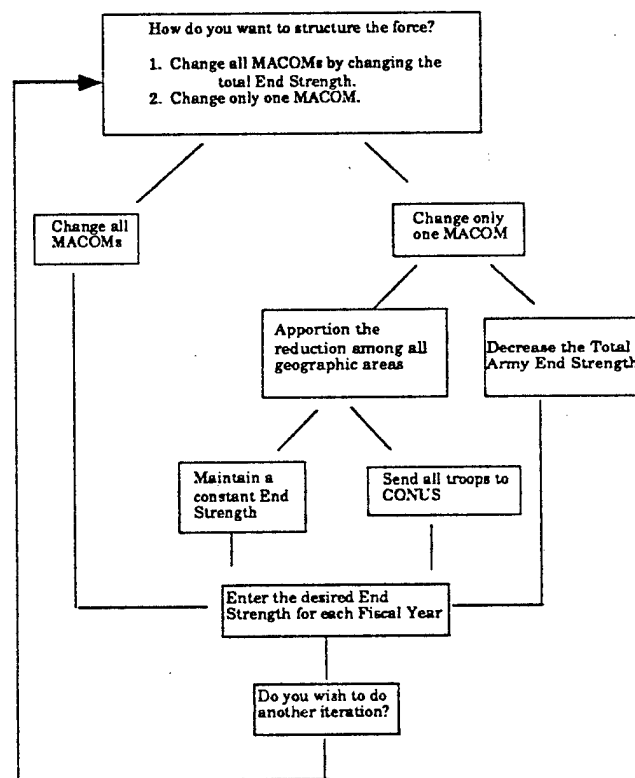 How do you want to structure the force?
1. Change all MACOMs by changing the
total End Strength.
2. Change only one MACOM.
Change all
MACOMs
Change only
one MACOM
Apportion the
reduction among all
geographic areas
Decrease the Total
Army End Strength
Maintain a
constant End
Strength
Send all troops to
CONUS
Enter the desired End
Strength for each Fiscal Year
Do you wish to do
another iteration?